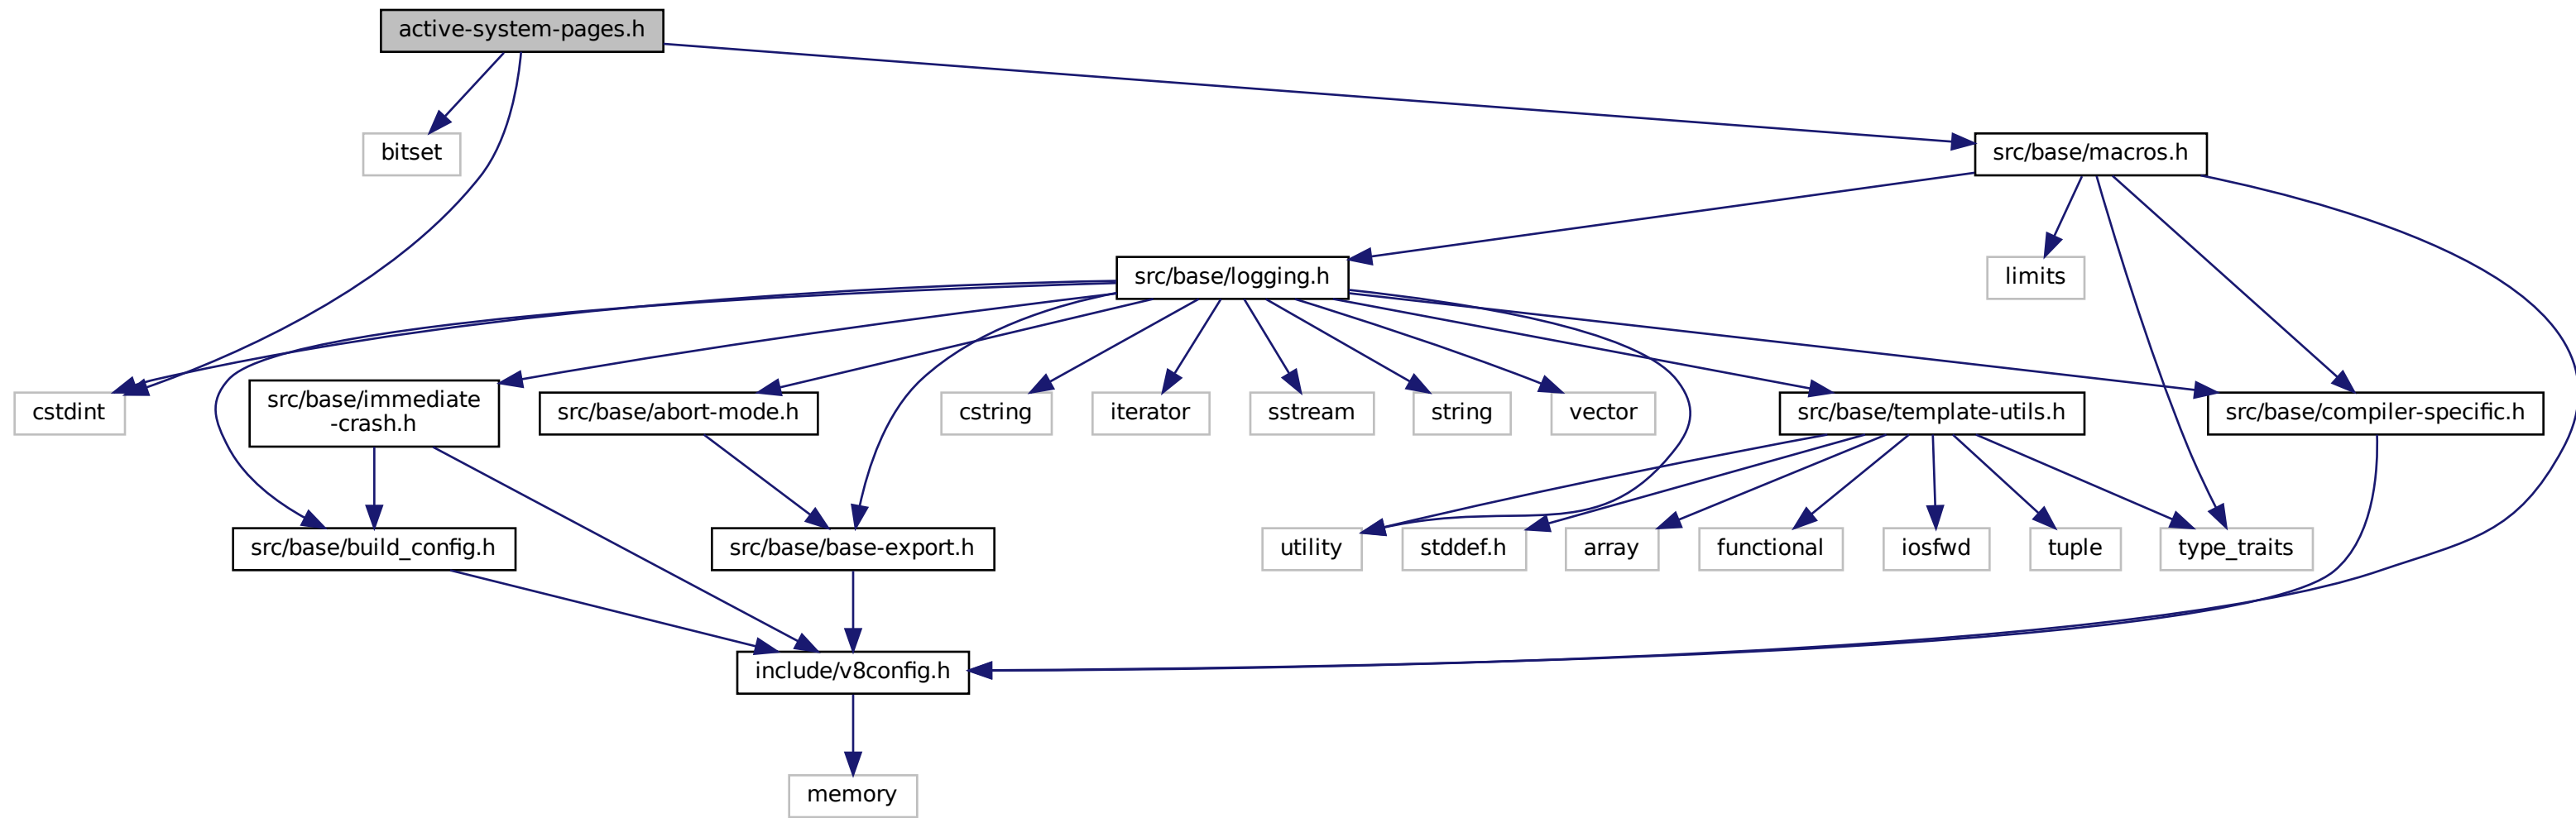 active-system-pages.h
bitset
src/base/macros.h
src/base/logging.h
limits
cstdint
src/base/immediate
-crash.h
src/base/abort-mode.h
cstring
iterator
sstream
string
vector
src/base/template-utils.h
src/base/compiler-specific.h
src/base/build_config.h
src/base/base-export.h
utility
stddef.h
array
functional
iosfwd
tuple
type_traits
include/v8config.h
memory